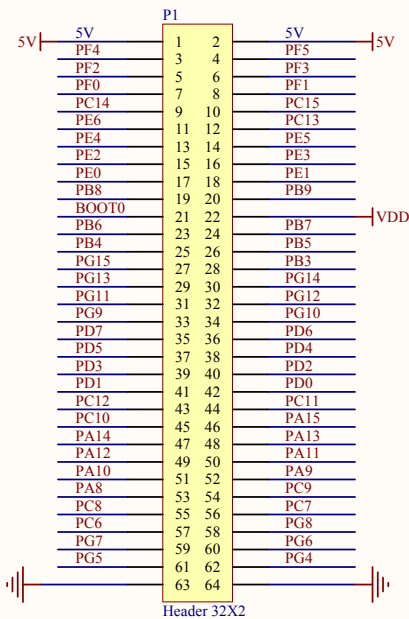 P1
5V 5V 1 2 5V 5V
PF4 3 4 PF5
PF2 5 6 PF3
PF0 7 8 PF1
PC14 9 10 PC15
PE6 11 12 PC13
PE4 13 14 PE5
PE2 15 16 PE3
PE0 17 18 PE1
PB8 19 20 PB9
BOOT0 21 22 VDD
PB6 23 24 PB7
PB4 25 26 PB5
PG15 27 28 PB3
PG13 29 30 PG14
PG11 31 32 PG12
PG9 33 34 PG10
PD7 35 36 PD6
PD5 37 38 PD4
PD3 39 40 PD2
PD1 41 42 PD0
PC12 43 44 PC11
PC10 45 46 PA15
PA14 47 48 PA13
PA12 49 50 PA11
PA10 51 52 PA9
PA8 53 54 PC9
PC8 55 56 PC7
PC6 57 58 PG8
PG7 59 60 PG6
PG5 61 62 PG4
63 64
Header 32X2